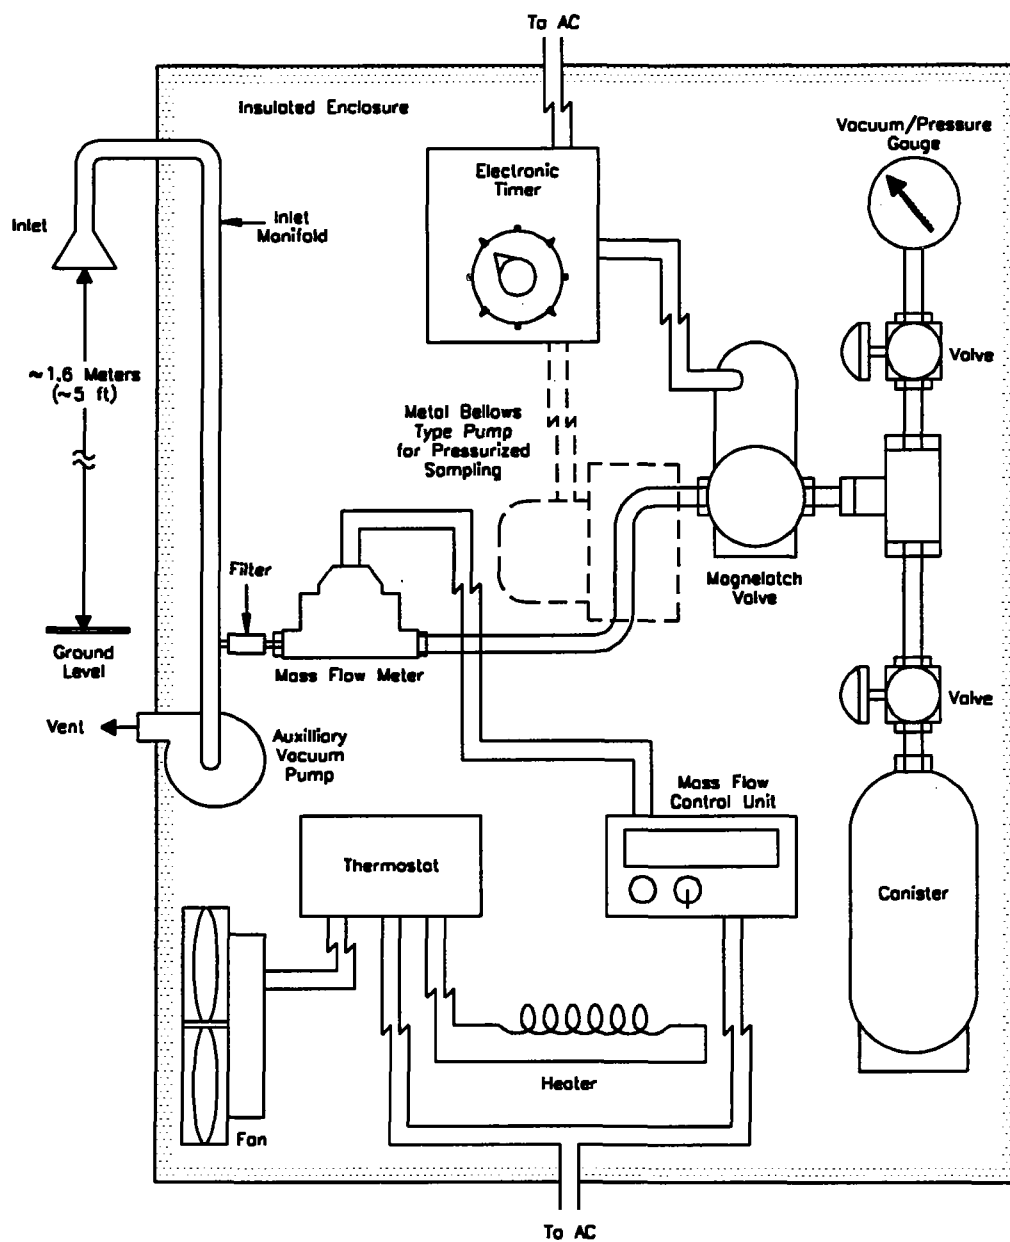 To AC
Insulated Enclosure
Vacuum/Pressure
Gauge
Electronic
Timer
Inlet
Inlet
Manifold
Valve
~1.6 Meters
(~5 ft)
Metal Bellows
Type Pump
for Pressurized
Sampling
Filter
Magnelatch
Valve
Ground
Level
Mass Flow Meter
Valve
Vent
Auxilliary
Vacuum
Pump
Mass Flow
Control Unit
Thermostat
Canister
Heater
Fan
To AC